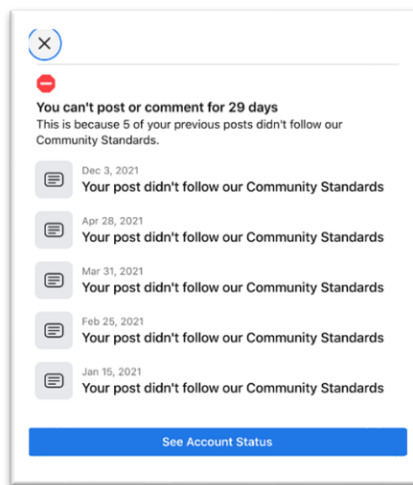 You can't post or comment for 29 days
This is because 5 of your previous posts didn't follow our
Community Standards.
Dec 3, 2021
Your post didn't follow our Community Standards
Apr 28, 2021
Your post didn't follow our Community Standards
Mar 31, 2021
Your post didn't follow our Community Standards
Feb 25, 2021
Your post didn't follow our Community Standards
Jan 15, 2021
Your post didn't follow our Community Standards
See Account Status